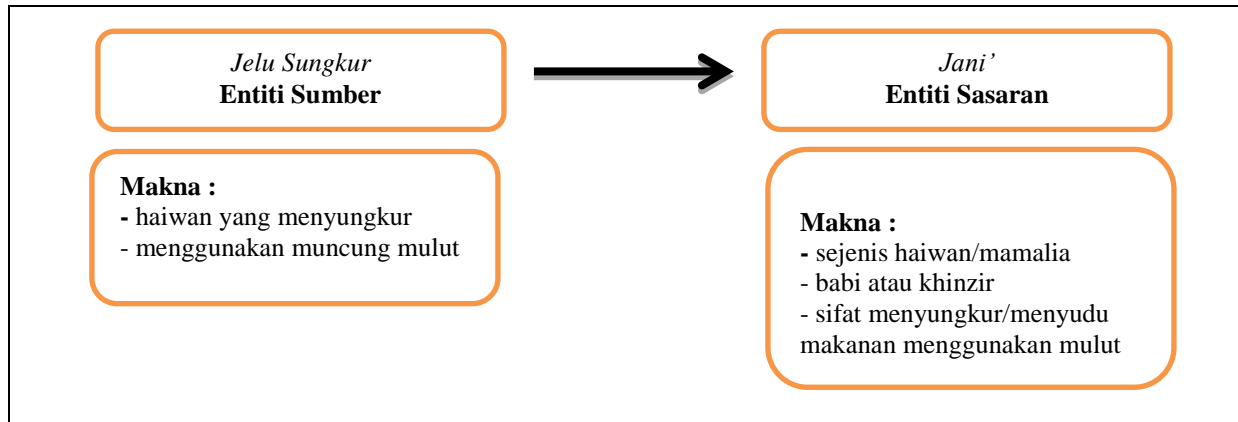 Jelu Sungkur
Entiti Sumber
Jani’
Entiti Sasaran
Makna :
- haiwan yang menyungkur
- menggunakan muncung mulut
Makna :
- sejenis haiwan/mamalia
- babi atau khinzir
- sifat menyungkur/menyudu
makanan menggunakan mulut